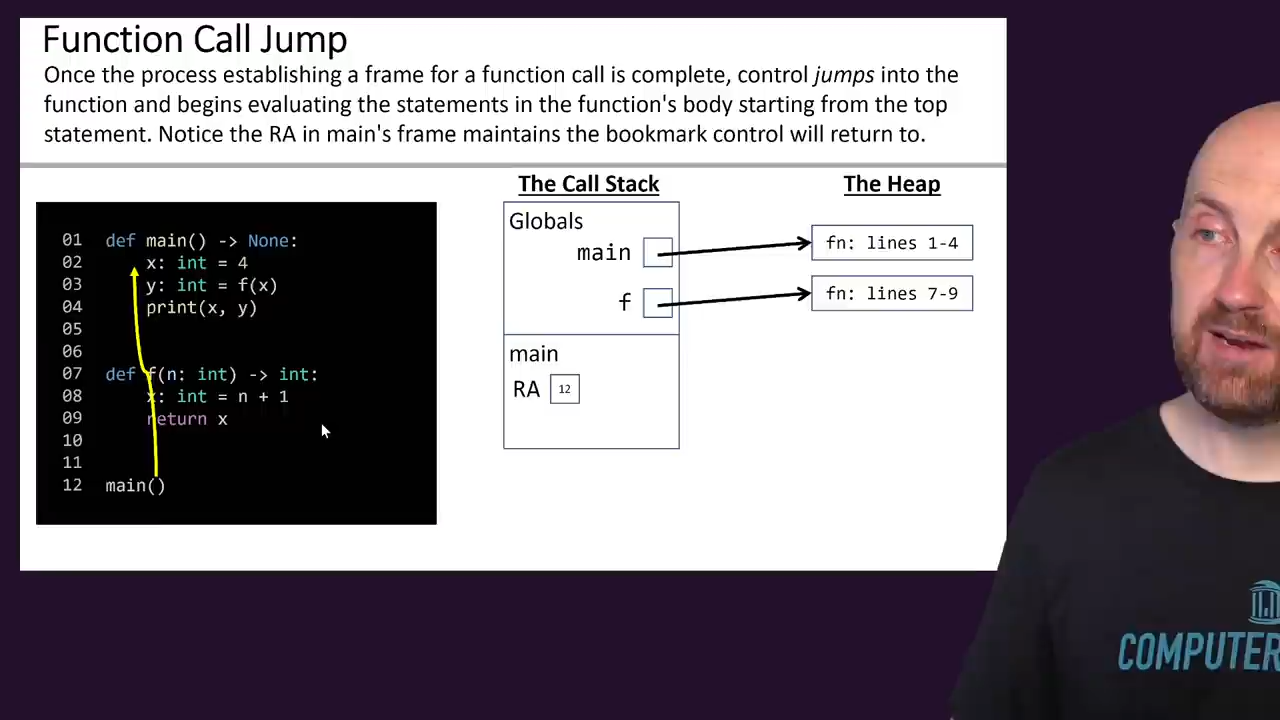 Function Call Jump
Once the process establishing a frame for a function call is complete, control jumps into the
function and begins evaluating the statements in the function's body starting from the top
statement. Notice the RA in main's frame maintains the bookmark control will return to.
The Call Stack
The Heap
01 def main() -> None:
02 x: int = 4
03 y: int = f(x)
04 print(x, y)
05
06
07 def f(n: int) -> int:
08 x: int = n + 1
09 return x
10
11
12 main()
Globals
main
f
main
RA 12
fn: lines 1-4
fn: lines 7-9
COMPUTER